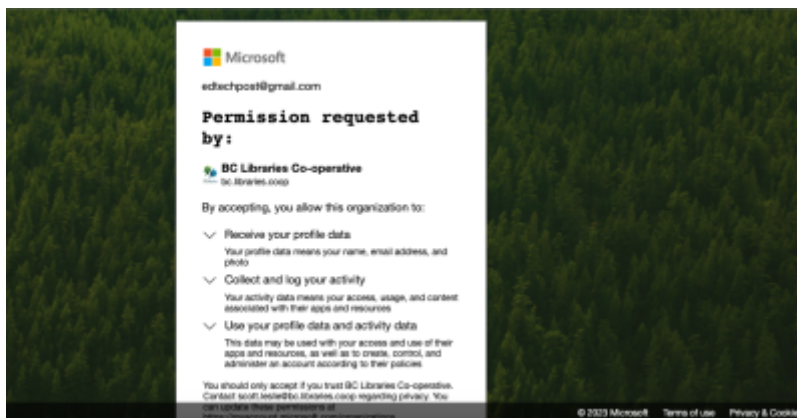 Microsoft
edtechpost@gmail.com
Permission requested
by:
BC Libraries Co-operative
bc.libraries.coop
By accepting, you allow this organization to:
Receive your profile data
Your profile data means your name, email address, and
photo
Collect and log your activity
Your activity data means your access, usage, and content
associated with their apps and resources
Use your profile data and activity data
This data may be used with your access and use of their
apps and resources, as well as to create, control, and
administer an account according to their policies
You should only accept if you trust BC Libraries Co-operative.
Contact scott.leslie@bc.libraries.coop regarding privacy. You
can update these permissions at
© 2023 Microsoft Terms of use Privacy & Cookie